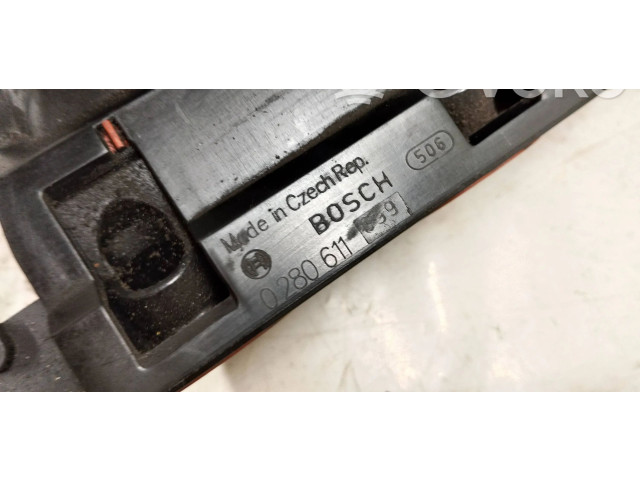 Made in Czech Rep.
BOSCH
506
0 280 611